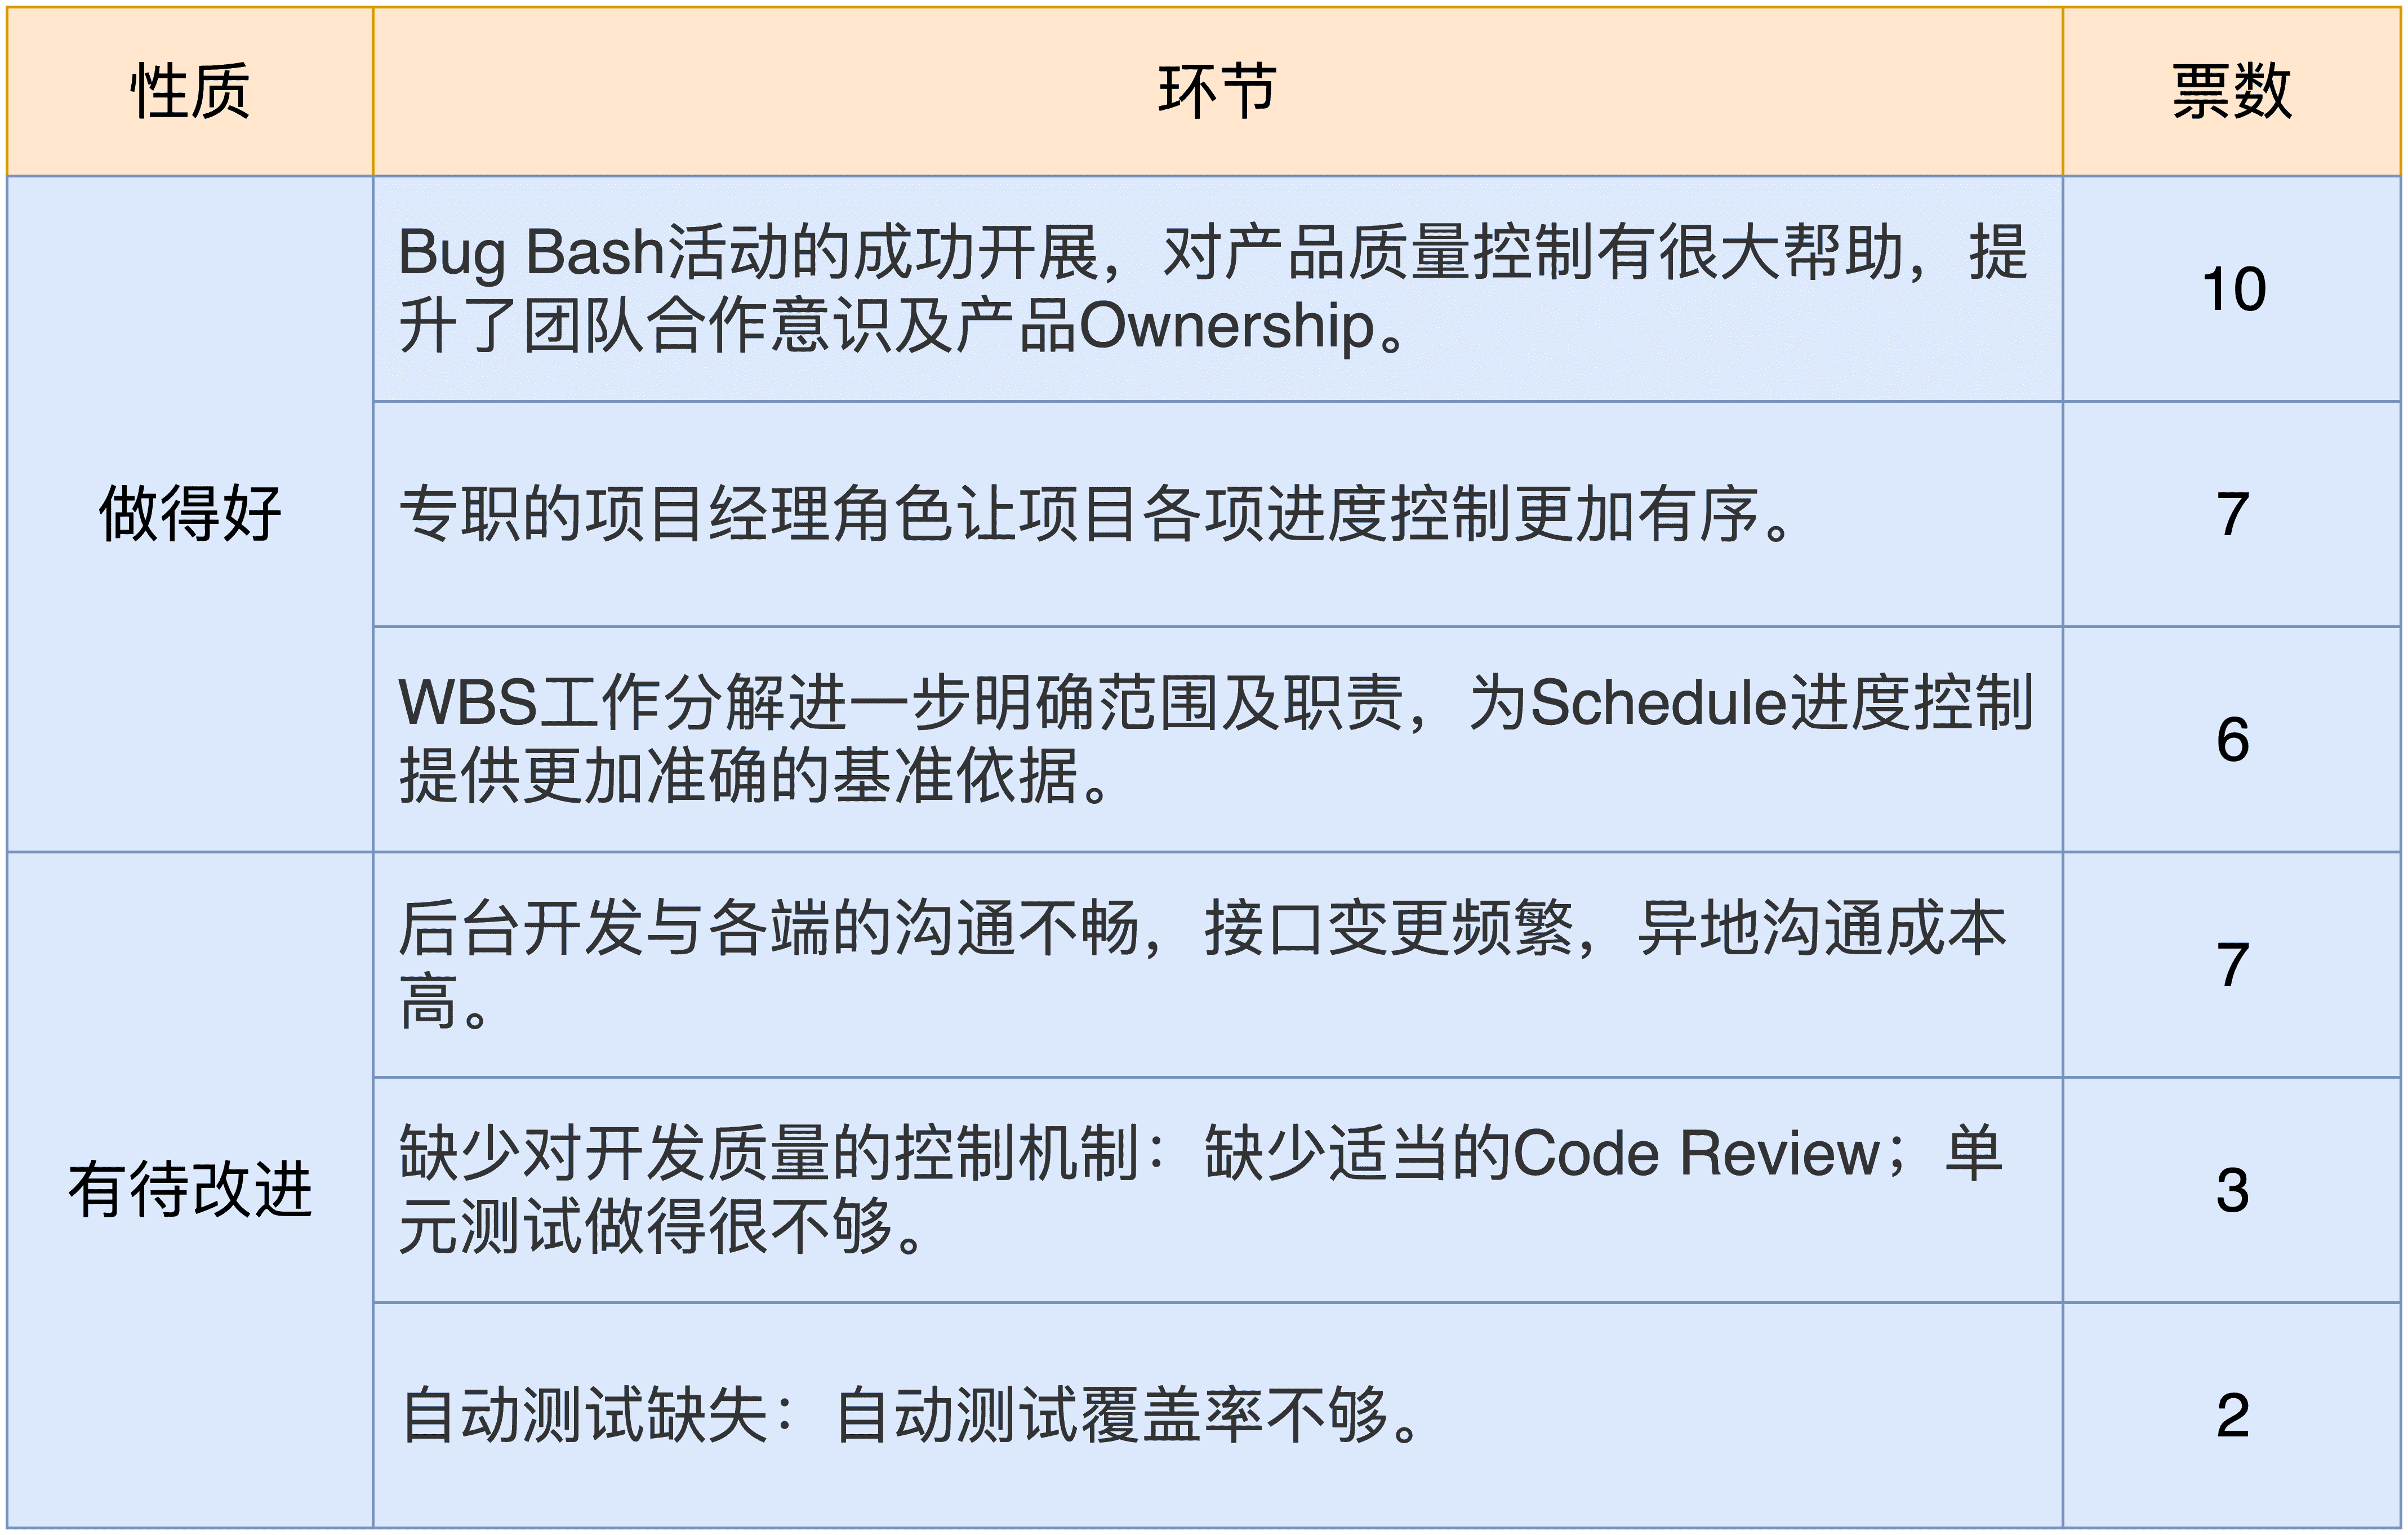 性质
环节
票数
做得好
Bug Bash活动的成功开展，对产品质量控制有很大帮助，提
升了团队合作意识及产品Ownership。
10
专职的项目经理角色让项目各项进度控制更加有序。
7
WBS工作分解进一步明确范围及职责，为Schedule进度控制
提供更加准确的基准依据。
6
有待改进
后台开发与各端的沟通不畅，接口变更频繁，异地沟通成本
高。
7
缺少对开发质量的控制机制：缺少适当的Code Review；单
元测试做得很不够。
3
自动测试缺失：自动测试覆盖率不够。
2